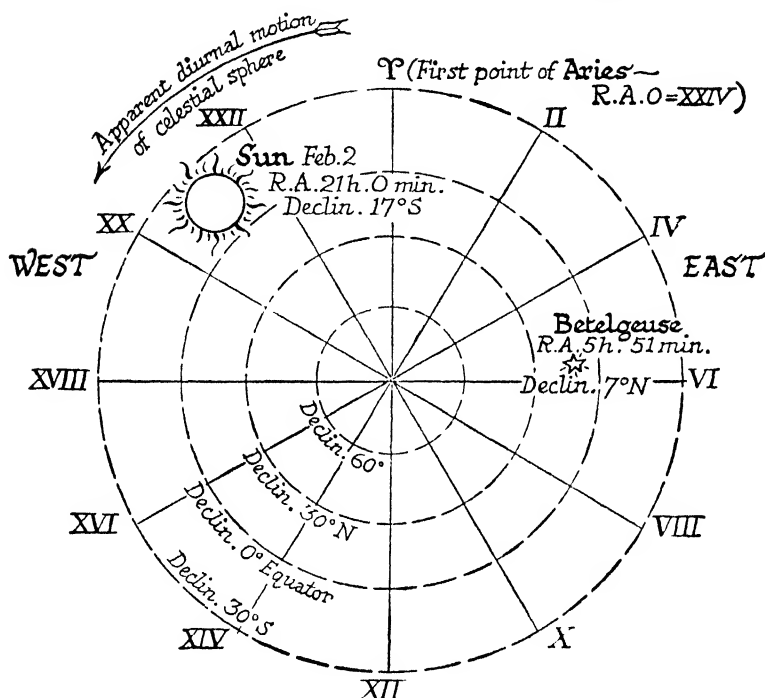 Apparent diurnal motion
of celestial sphere
♈ (First point of Aries—
R.A.0=XXIV)
XXII
II
Sun Feb.2
R.A.21h.0 min.
Declin. 17°S
XX
IV
WEST
EAST
Betelgeuse
R.A.5h. 51min.
Declin. 7°N
XVIII
VI
Declin. 60°
Declin. 30°N
Declin. 0° Equator
Declin. 30°S
XVI
VIII
XIV
X
XII